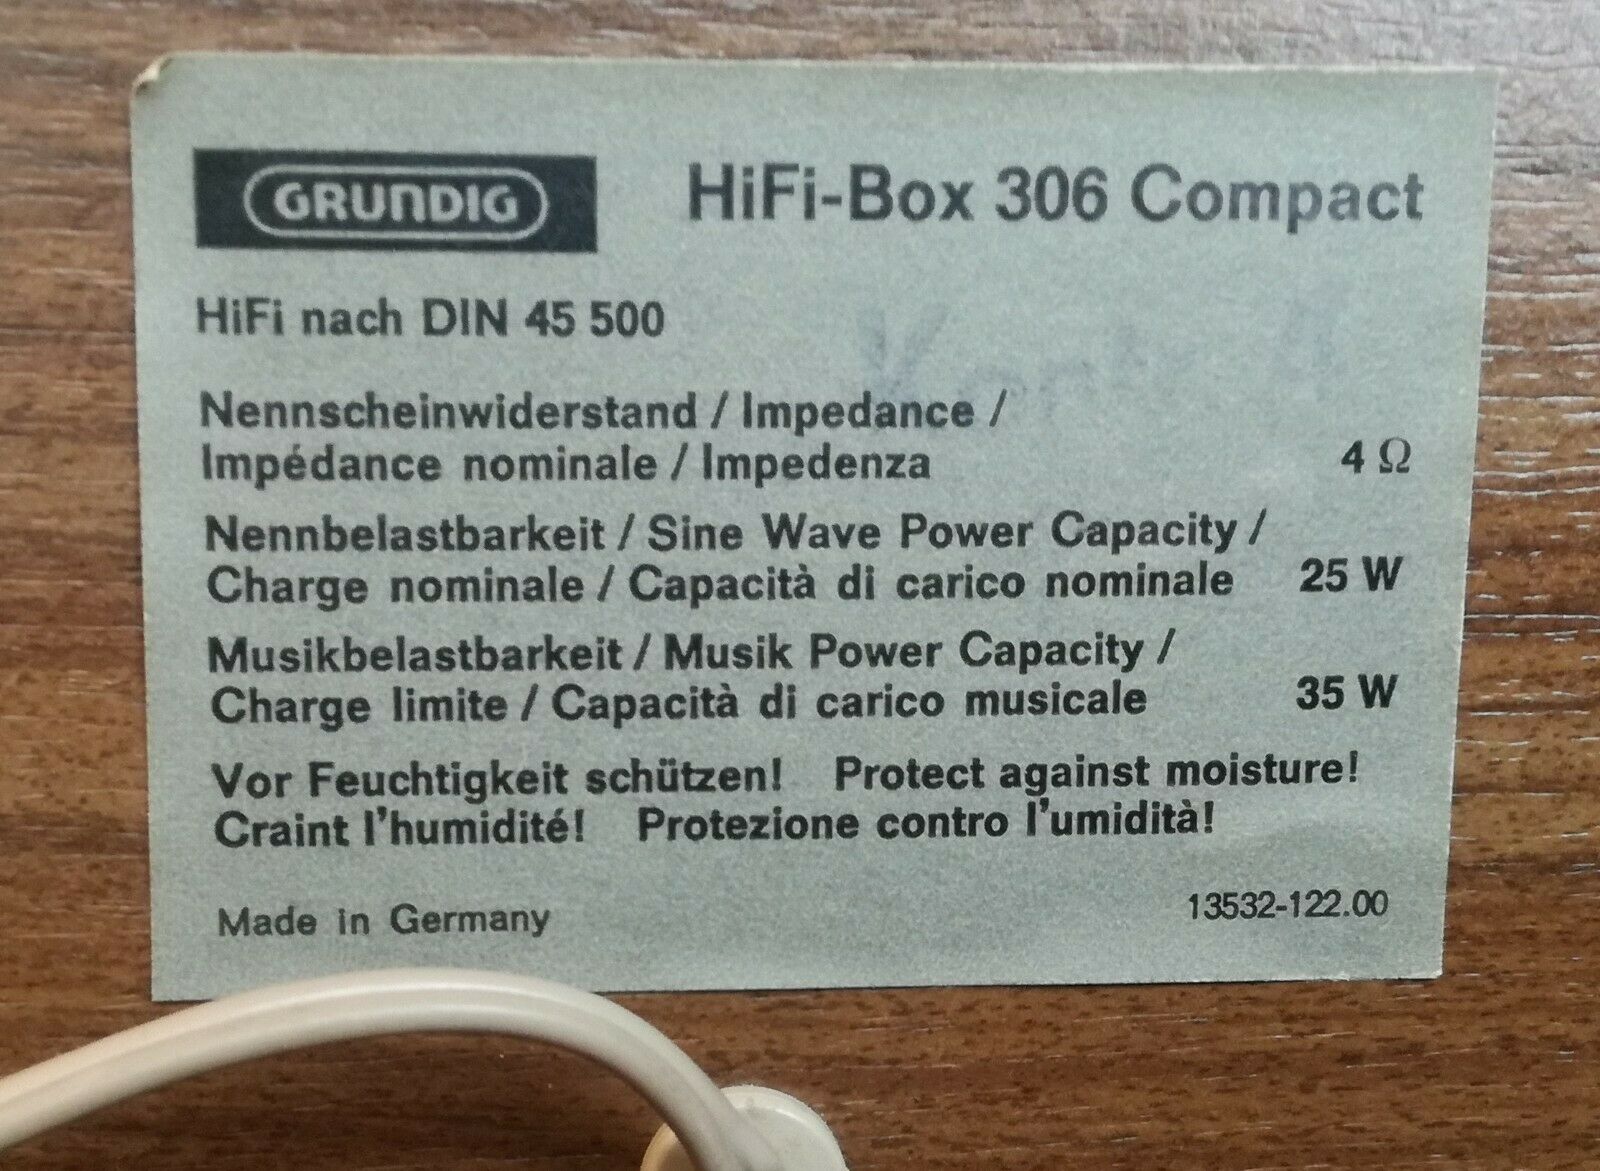 GRUNDIG
HiFi-Box 306 Compact
HiFi nach DIN 45 500
Nennscheinwiderstand / Impedance /
Impédance nominale / Impedenza 4 Ω
Nennbelastbarkeit / Sine Wave Power Capacity /
Charge nominale / Capacità di carico nominale 25 W
Musikbelastbarkeit / Musik Power Capacity /
Charge limite / Capacità di carico musicale 35 W
Vor Feuchtigkeit schützen! Protect against moisture!
Craint l'humidité! Protezione contro l'umidità!
Made in Germany 13532-122.00